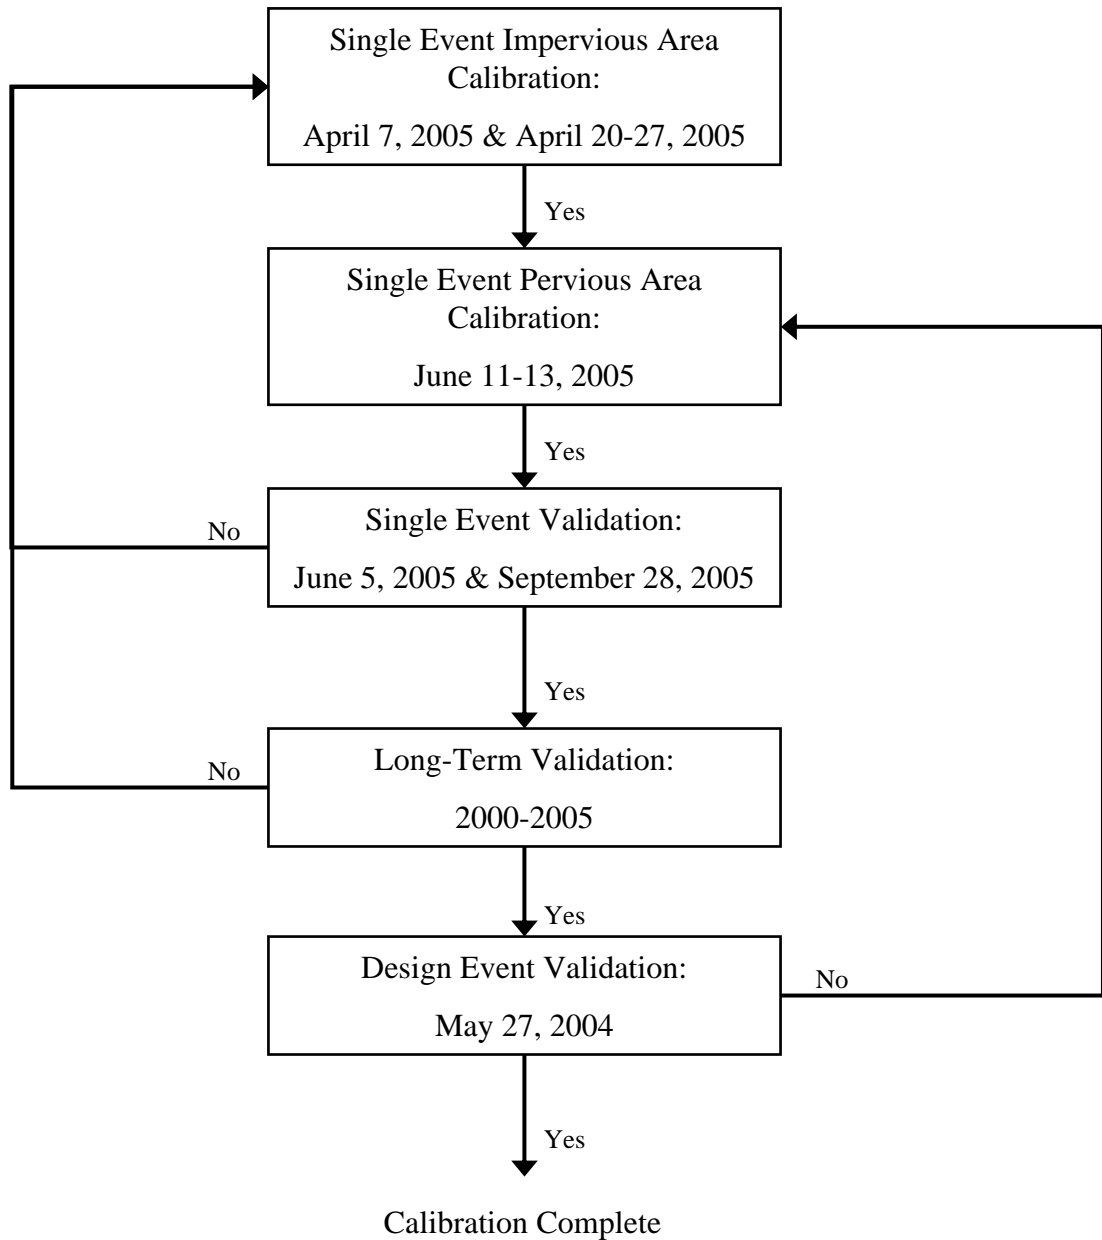 Single Event Impervious Area
Calibration:
April 7, 2005 & April 20-27, 2005
Yes
Single Event Pervious Area
Calibration:
June 11-13, 2005
Yes
No
Single Event Validation:
June 5, 2005 & September 28, 2005
Yes
No
Long-Term Validation:
2000-2005
Yes
Design Event Validation:
No
May 27, 2004
Yes
Calibration Complete